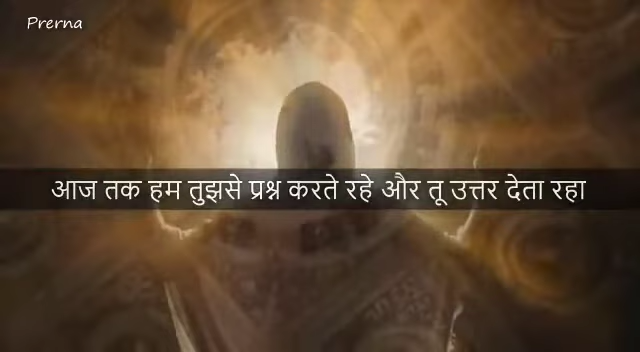 Prerna
आज तक हम तुझसे प्रश्न करते रहे और तू उत्तर देता रहा